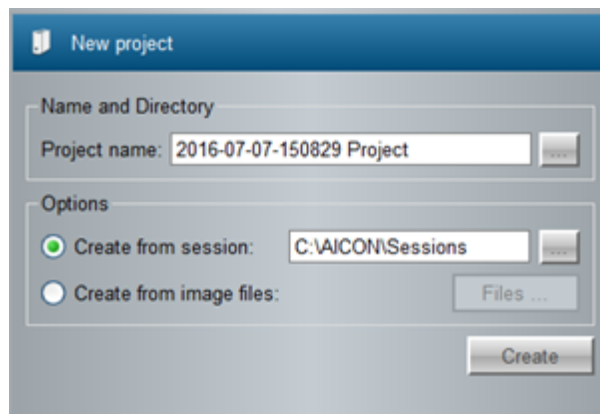 New project
Name and Directory
Project name: 2016-07-07-150829 Project ...
Options
Create from session: C:\AICON\Sessions ...
Create from image files: Files ...
Create